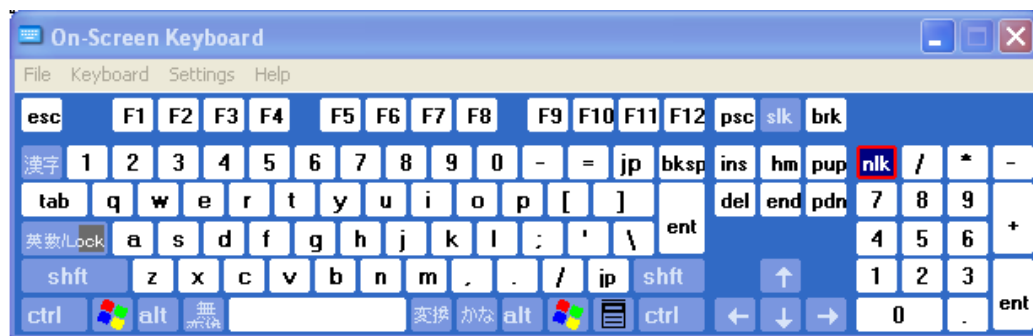 On-Screen Keyboard
File Keyboard Settings Help
esc F1 F2 F3 F4 F5 F6 F7 F8 F9 F10 F11 F12 psc slk brk
漢字 1 2 3 4 5 6 7 8 9 0 - = jp bksp ins hm pup nlk / * -
tab q w e r t y u i o p [ ] ent del end pdn 7 8 9 +
英数/Lock a s d f g h j k l ; ' \ 4 5 6
shft z x c v b n m , . / jp shft ↑ 1 2 3 ent
ctrl alt 無 変換 かな alt ctrl ← ↓ → 0 .